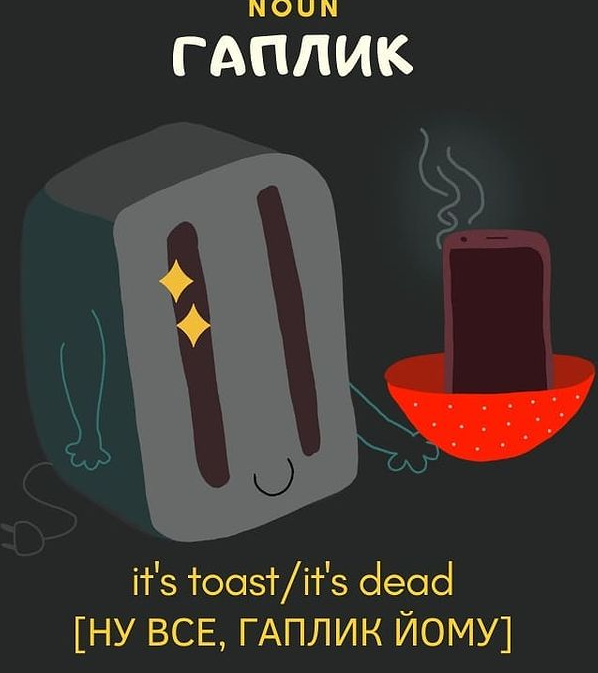 NOUN
ГАПЛИК
it's toast/it's dead
[НУ ВСЕ, ГАПЛИК ЙОМУ]